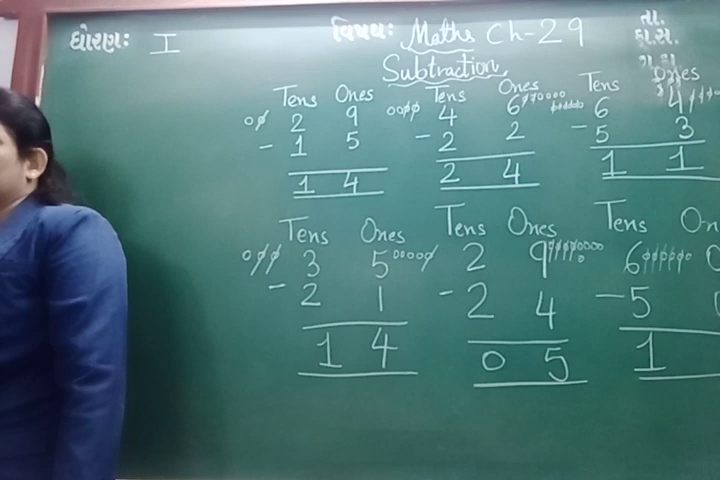 ધોરણ: I વિષય: Maths Ch-29 તા.
Subtraction હા.સ.
Tens Ones Tens Ones Tens Ones
2 9 4 6 6 4
- 1 5 - 2 2 - 5 3
1 4 2 4 1 1
Tens Ones Tens Ones Tens On
3 5 2 9 6
- 2 1 - 2 4 - 5
1 4 0 5 1